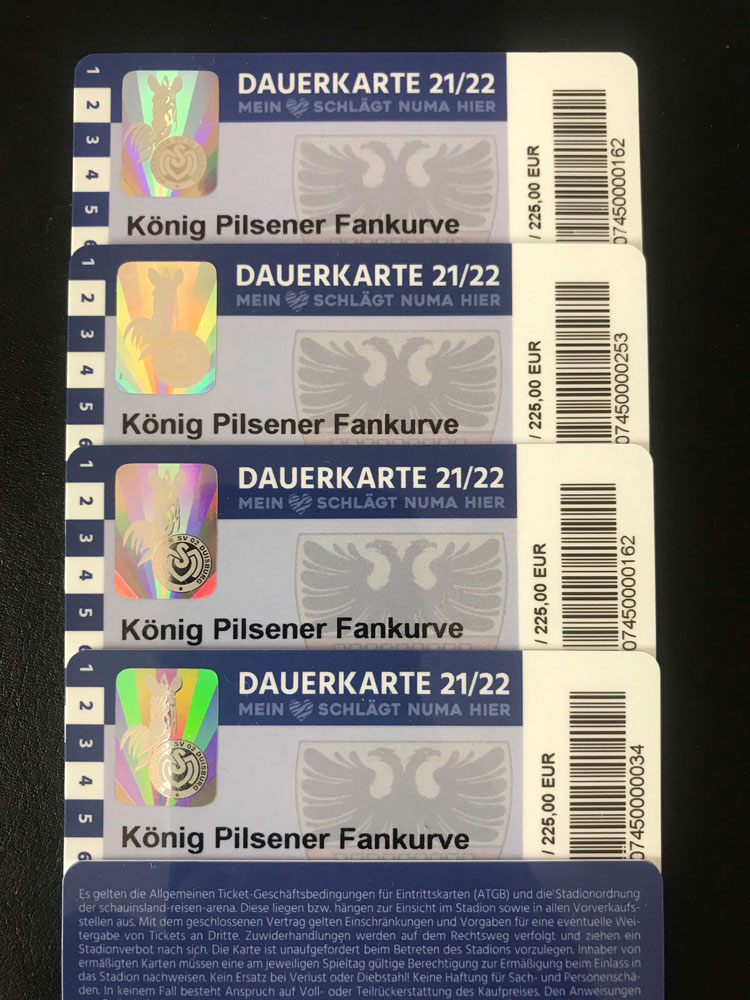 1
2
3
4
5
6
DAUERKARTE 21/22
MEIN SCHLÄGT NUMA HIER
König Pilsener Fankurve
/ 225,00 EUR
07450000162
1
2
3
4
5
6
DAUERKARTE 21/22
MEIN SCHLÄGT NUMA HIER
König Pilsener Fankurve
/ 225,00 EUR
07450000253
1
2
3
4
5
6
DAUERKARTE 21/22
MEIN SCHLÄGT NUMA HIER
SV 02 DUISBURG
König Pilsener Fankurve
/ 225,00 EUR
07450000162
1
2
3
4
5
6
DAUERKARTE 21/22
MEIN SCHLÄGT NUMA HIER
SV 02 DUISBURG
König Pilsener Fankurve
/ 225,00 EUR
07450000034
Es gelten die Allgemeinen Ticket-Geschäftsbedingungen für Eintrittskarten (ATGB) und die Stadionordnung
der schauinsland-reisen-arena. Diese liegen bzw. hängen zur Einsicht im Stadion sowie in allen Vorverkaufs-
stellen aus. Mit dem geschlossenen Vertrag gelten Einschränkungen und Vorgaben für eine eventuelle Wei-
tergabe von Tickets an Dritte. Zuwiderhandlungen werden auf dem Rechtsweg verfolgt und ziehen ein
Stadionverbot nach sich. Die Karte ist unaufgefordert beim Betreten des Stadions vorzulegen. Inhaber von
ermäßigten Karten müssen eine am jeweiligen Spieltag gültige Berechtigung zur Ermäßigung beim Einlass in
das Stadion nachweisen. Kein Ersatz bei Verlust oder Diebstahl! Keine Haftung für Sach- und Personenschä-
den. In keinem Fall besteht Anspruch auf Voll- oder Teilrückerstattung des Kaufpreises. Den Anweisungen